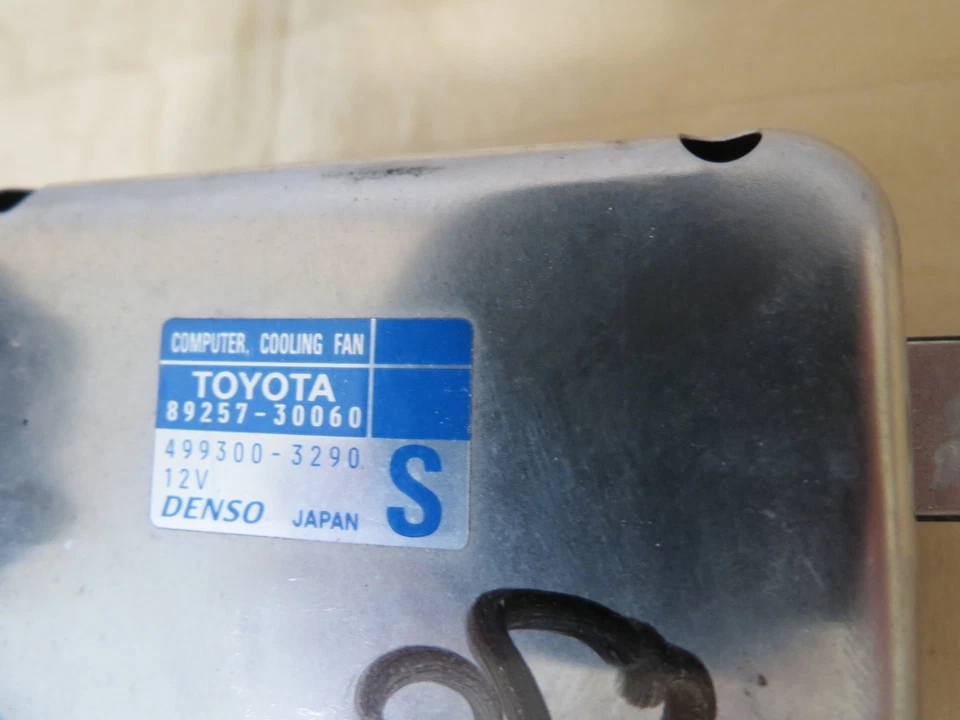 COMPUTER, COOLING FAN
TOYOTA
89257-30060
499300-3290
12V
S
DENSO JAPAN